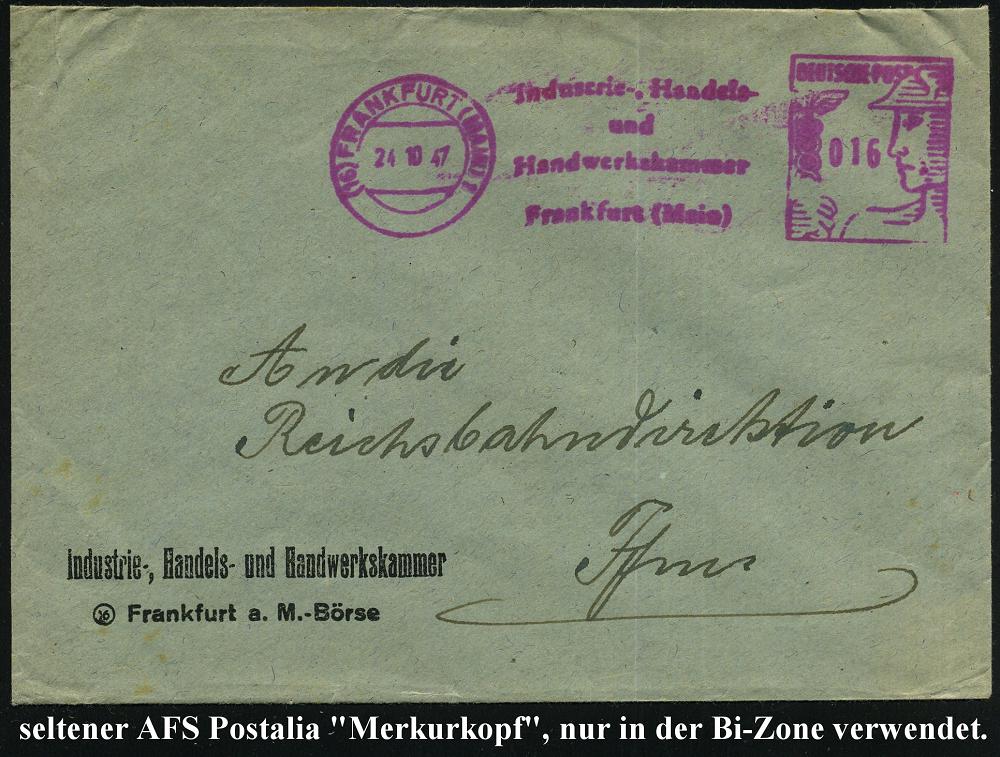 (16) FRANKFURT (MAIN) 1
24 10 47
Industrie-, Handels-
und
Handwerkskammer
Frankfurt (Main)
DEUTSCHE POST
016
An die
Reichsbahndirektion
Ffm
Industrie-, Handels- und Handwerkskammer
(16) Frankfurt a. M.-Börse
seltener AFS Postalia "Merkurkopf", nur in der Bi-Zone verwendet.